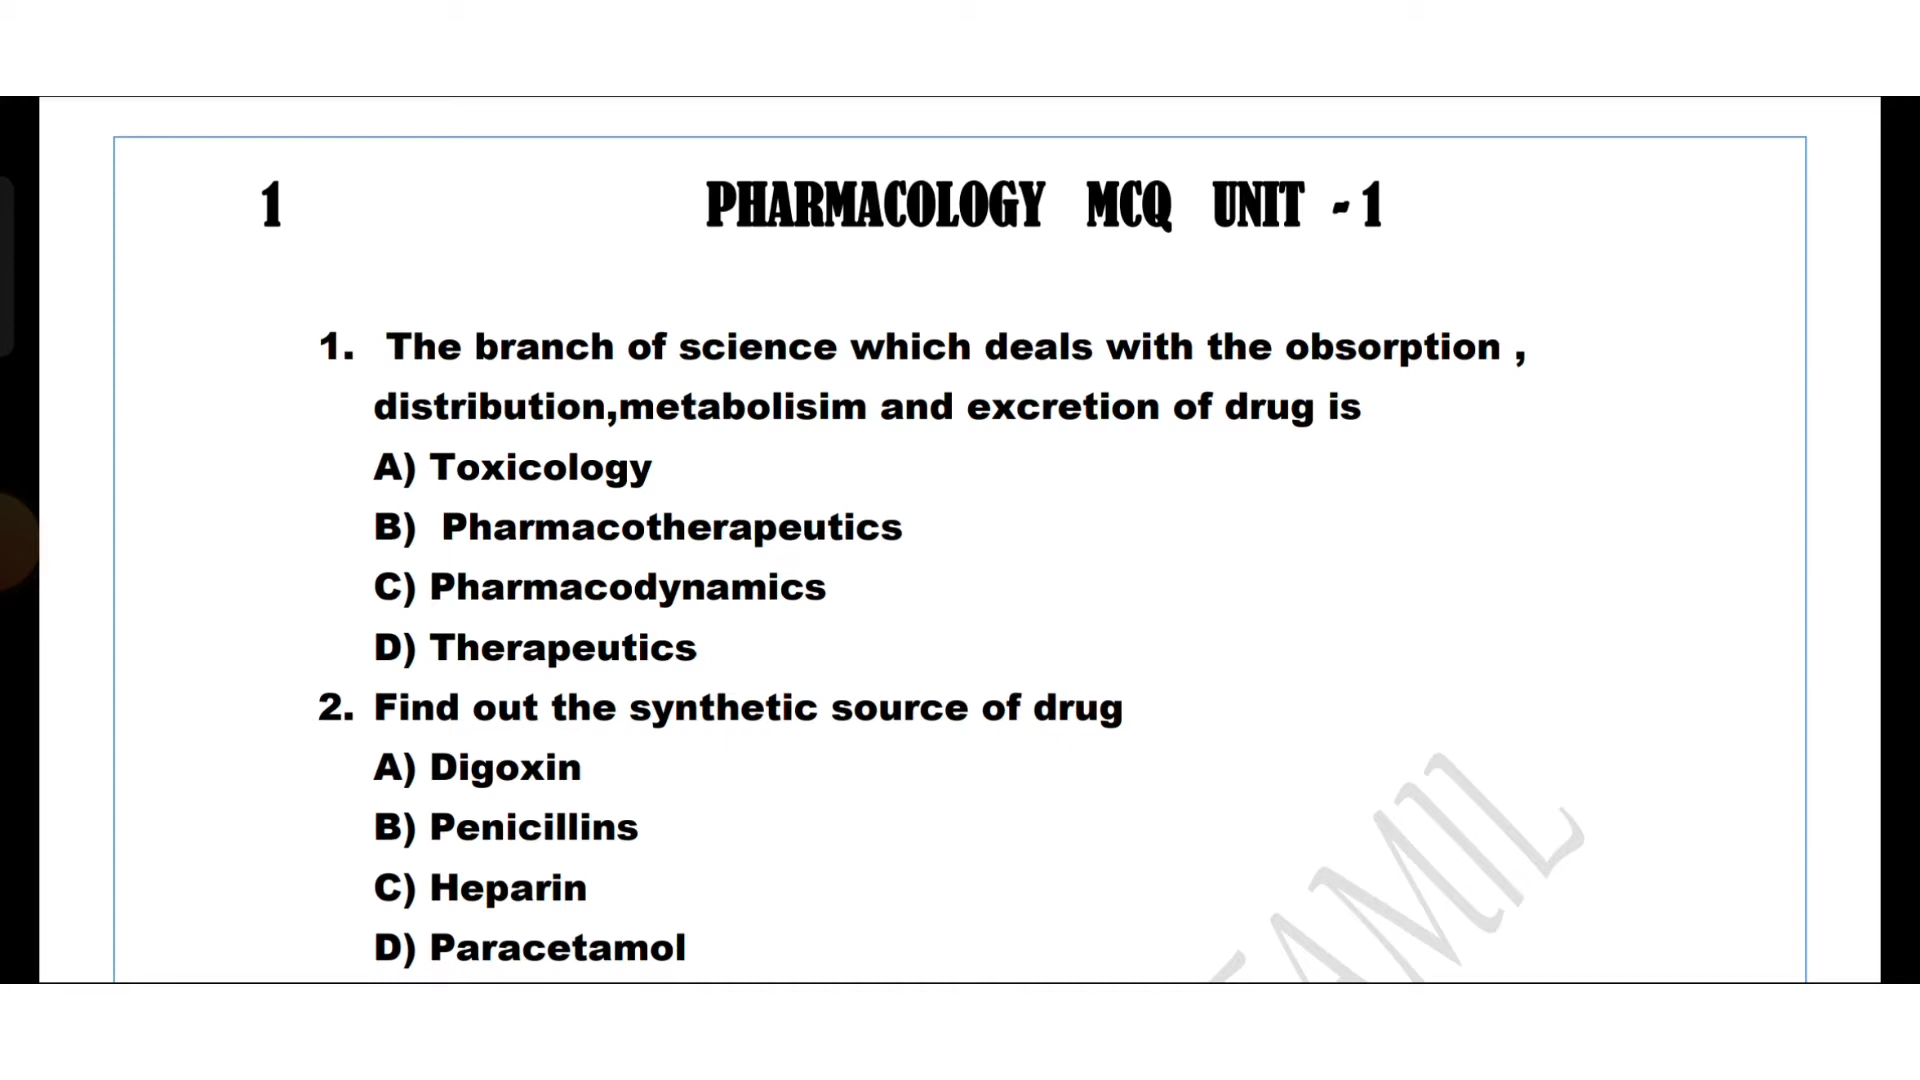 1 PHARMACOLOGY MCQ UNIT - 1
1. The branch of science which deals with the obsorption ,
distribution,metabolisim and excretion of drug is
A) Toxicology
B) Pharmacotherapeutics
C) Pharmacodynamics
D) Therapeutics
2. Find out the synthetic source of drug
A) Digoxin
B) Penicillins
C) Heparin
D) Paracetamol
TAMIL